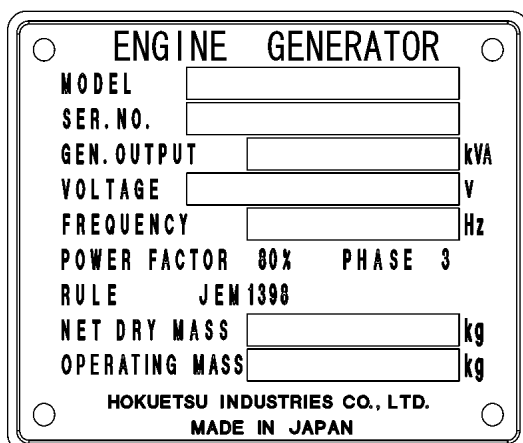 ENGINE GENERATOR
MODEL
SER.NO.
GEN.OUTPUT kVA
VOLTAGE V
FREQUENCY Hz
POWER FACTOR 80% PHASE 3
RULE JEM1398
NET DRY MASS kg
OPERATING MASS kg
HOKUETSU INDUSTRIES CO., LTD.
MADE IN JAPAN